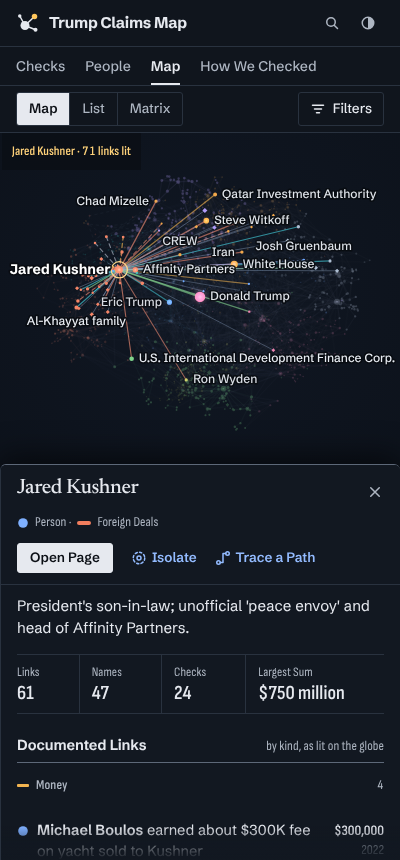 Trump Claims Map
Checks People Map How We Checked
Map List Matrix Filters
Jared Kushner · 71 links lit
Qatar Investment Authority
Chad Mizelle
Steve Witkoff
CREW
Josh Gruenbaum
Iran
White House
Jared Kushner
Affinity Partners
Donald Trump
Eric Trump
Al-Khayyat family
U.S. International Development Finance Corp.
Ron Wyden
Jared Kushner
Person · Foreign Deals
Open Page Isolate Trace a Path
President's son-in-law; unofficial 'peace envoy' and
head of Affinity Partners.
Links Names Checks Largest Sum
61 47 24 $750 million
Documented Links by kind, as lit on the globe
Money 4
Michael Boulos earned about $300K fee $300,000
on yacht sold to Kushner 2022